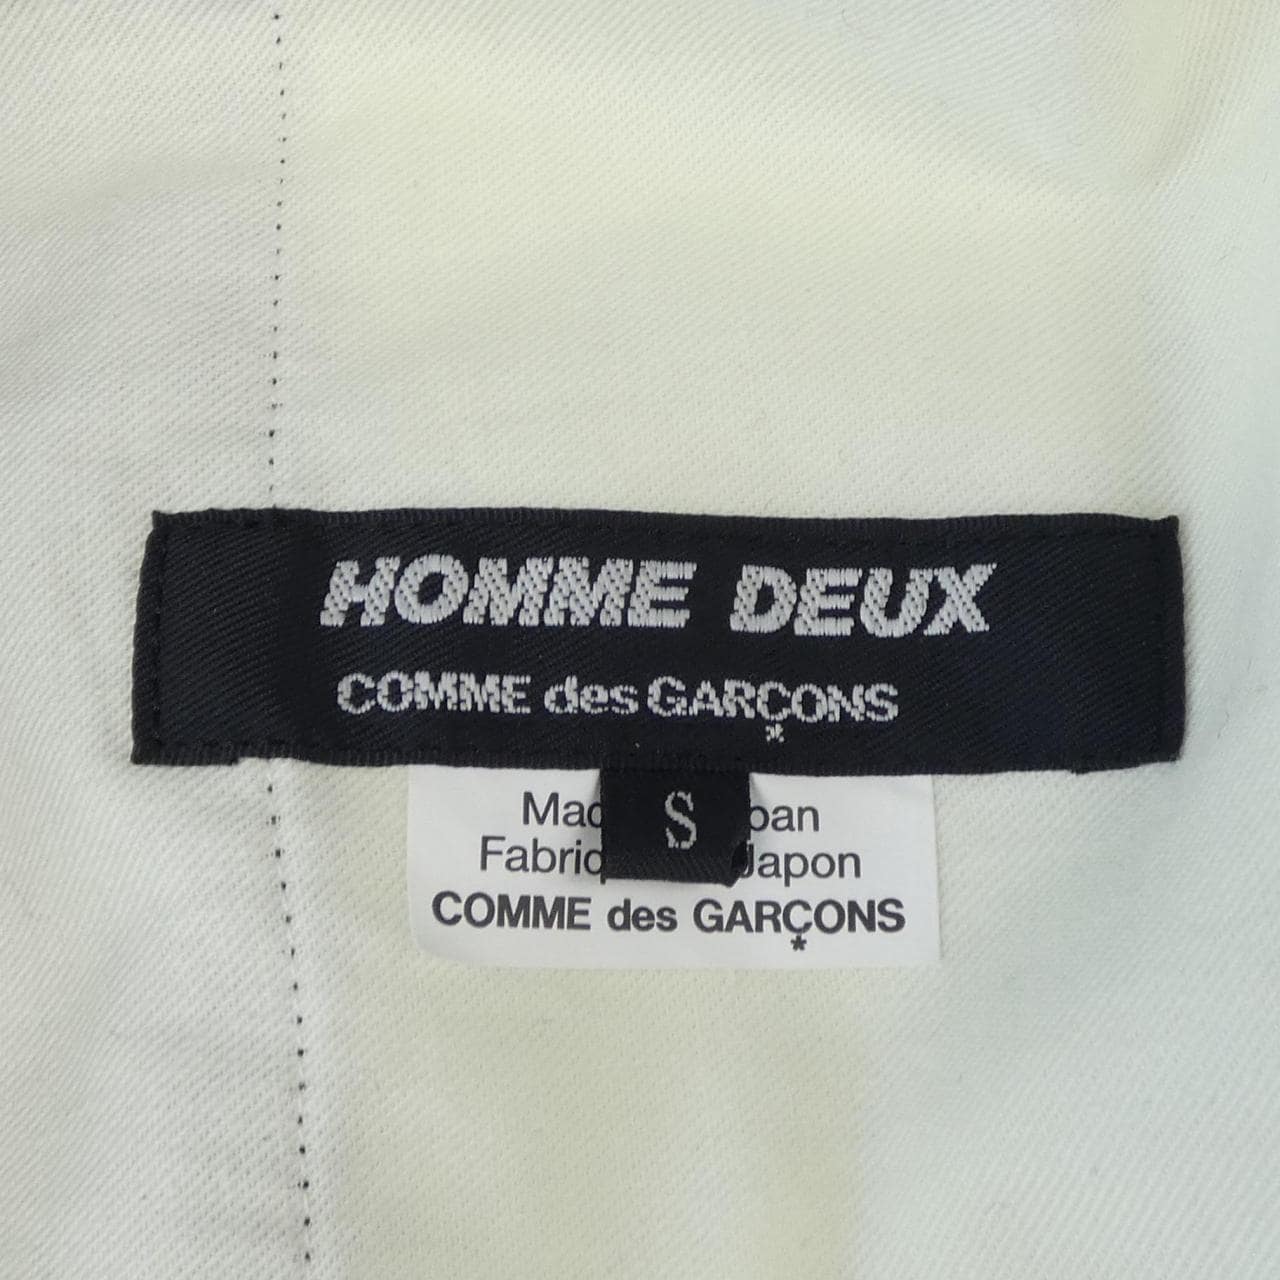 HOMME DEUX
COMME des GARÇONS
*
S
Japon
COMME des GARÇONS
*